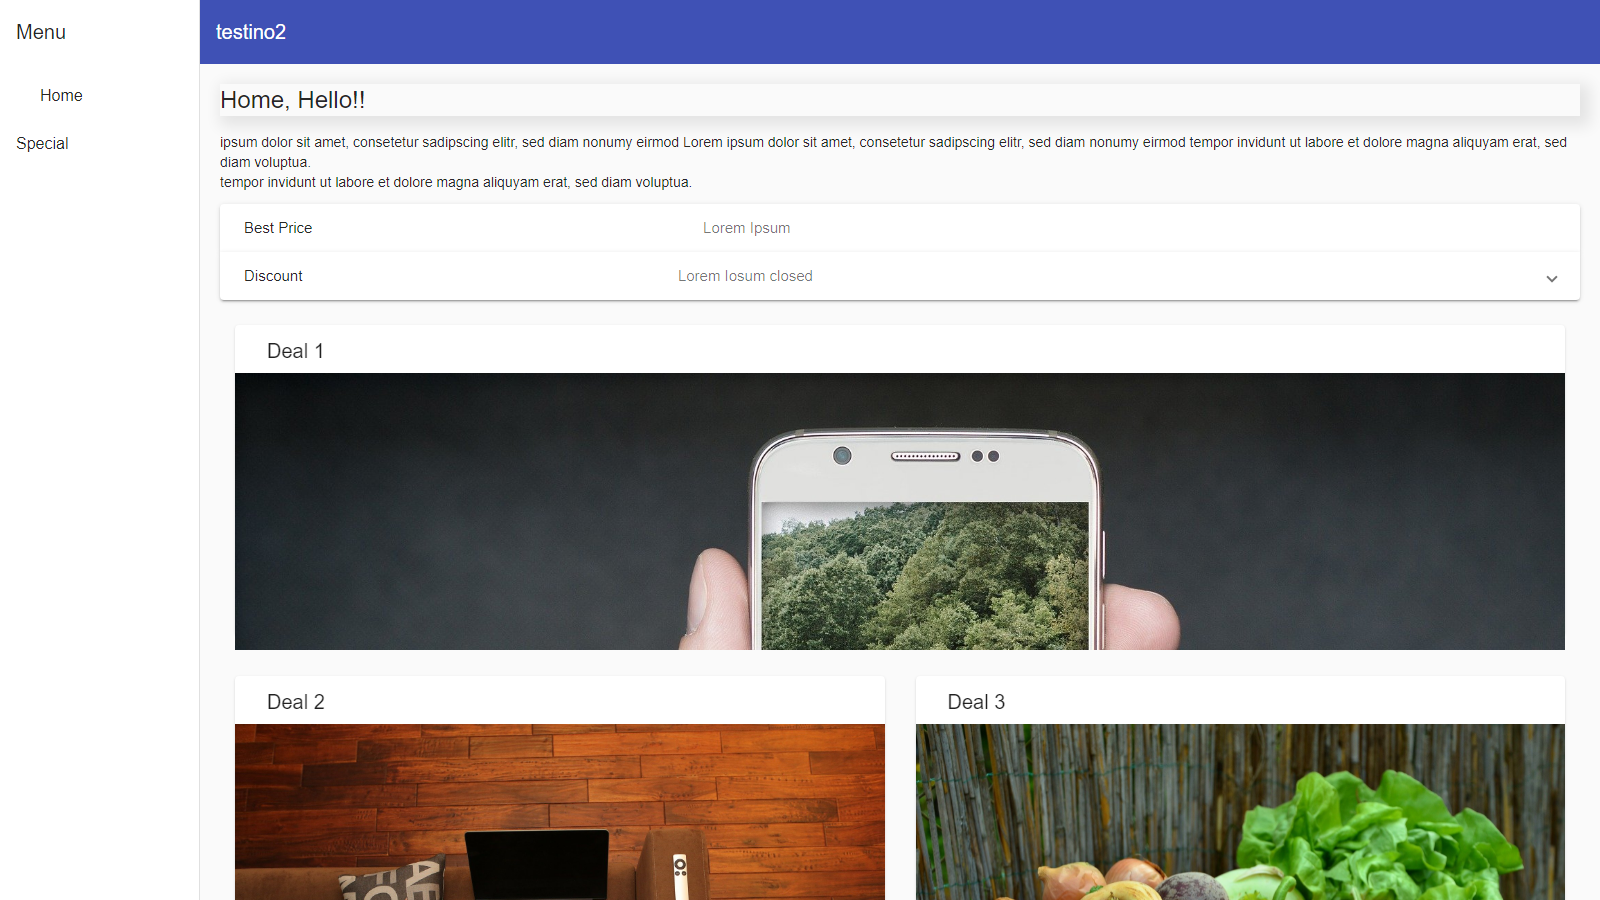 Menu
testino2
Home
Special
Home, Hello!!
ipsum dolor sit amet, consetetur sadipscing elitr, sed diam nonumy eirmod Lorem ipsum dolor sit amet, consetetur sadipscing elitr, sed diam nonumy eirmod tempor invidunt ut labore et dolore magna aliquyam erat, sed
diam voluptua.
tempor invidunt ut labore et dolore magna aliquyam erat, sed diam voluptua.
Best Price Lorem Ipsum
Discount Lorem Iosum closed
Deal 1
Deal 2
Deal 3